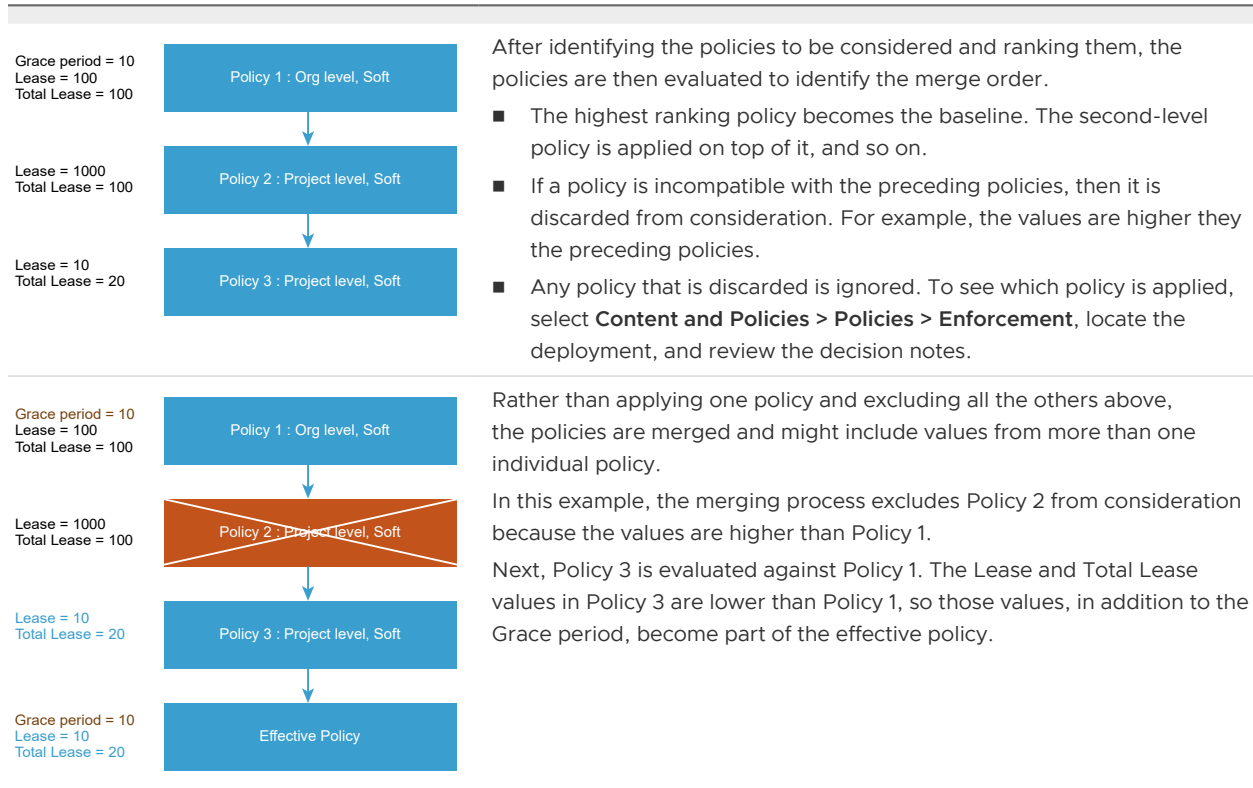 Grace period = 10
Lease = 100
Total Lease = 100
Policy 1 : Org level, Soft
Lease = 1000
Total Lease = 100
Policy 2 : Project level, Soft
Lease = 10
Total Lease = 20
Policy 3 : Project level, Soft
After identifying the policies to be considered and ranking them, the
policies are then evaluated to identify the merge order.
■ The highest ranking policy becomes the baseline. The second-level
policy is applied on top of it, and so on.
■ If a policy is incompatible with the preceding policies, then it is
discarded from consideration. For example, the values are higher they
the preceding policies.
■ Any policy that is discarded is ignored. To see which policy is applied,
select Content and Policies > Policies > Enforcement, locate the
deployment, and review the decision notes.
Grace period = 10
Lease = 100
Total Lease = 100
Policy 1 : Org level, Soft
Lease = 1000
Total Lease = 100
Policy 2 : Project level, Soft
Lease = 10
Total Lease = 20
Policy 3 : Project level, Soft
Grace period = 10
Lease = 10
Total Lease = 20
Effective Policy
Rather than applying one policy and excluding all the others above,
the policies are merged and might include values from more than one
individual policy.
In this example, the merging process excludes Policy 2 from consideration
because the values are higher than Policy 1.
Next, Policy 3 is evaluated against Policy 1. The Lease and Total Lease
values in Policy 3 are lower than Policy 1, so those values, in addition to the
Grace period, become part of the effective policy.